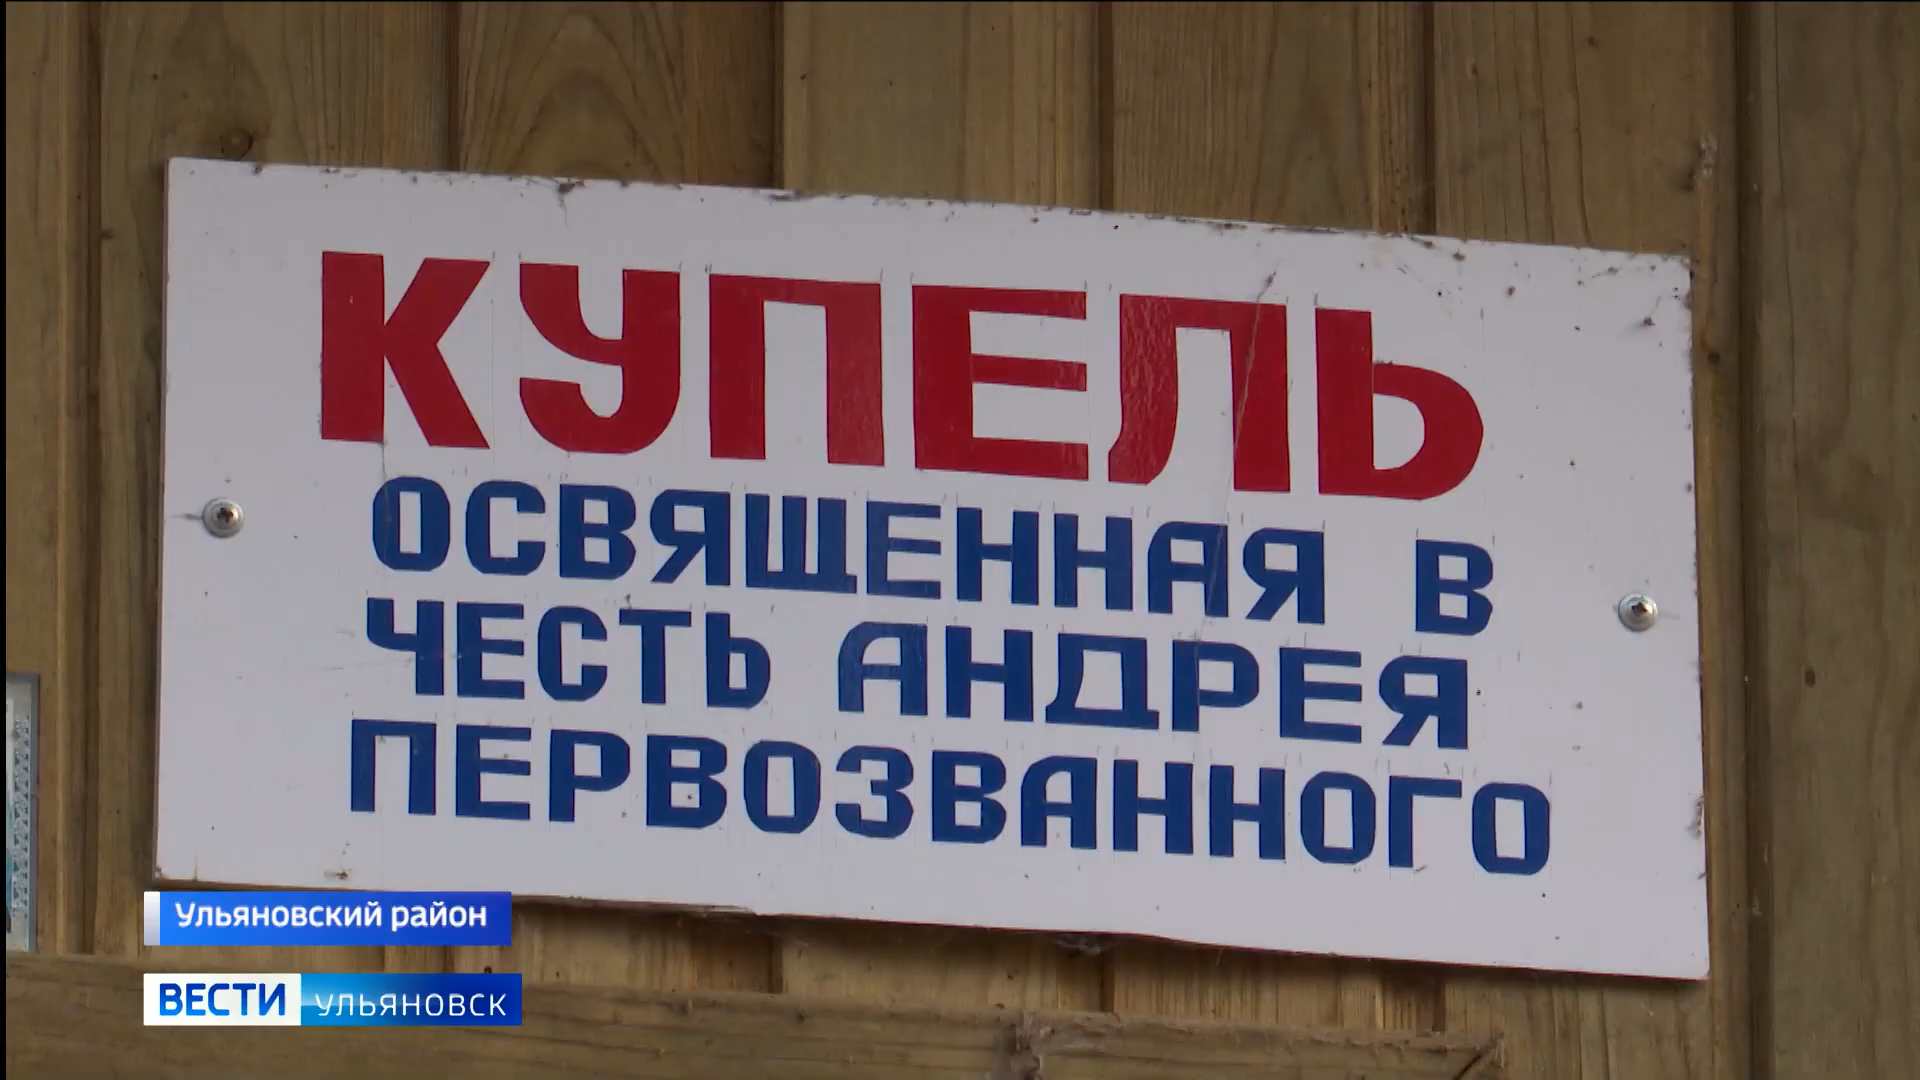 КУПЕЛЬ
ОСВЯЩЕННАЯ В
ЧЕСТЬ АНДРЕЯ
ПЕРВОЗВАННОГО
Ульяновский район
ВЕСТИ УЛЬЯНОВСК